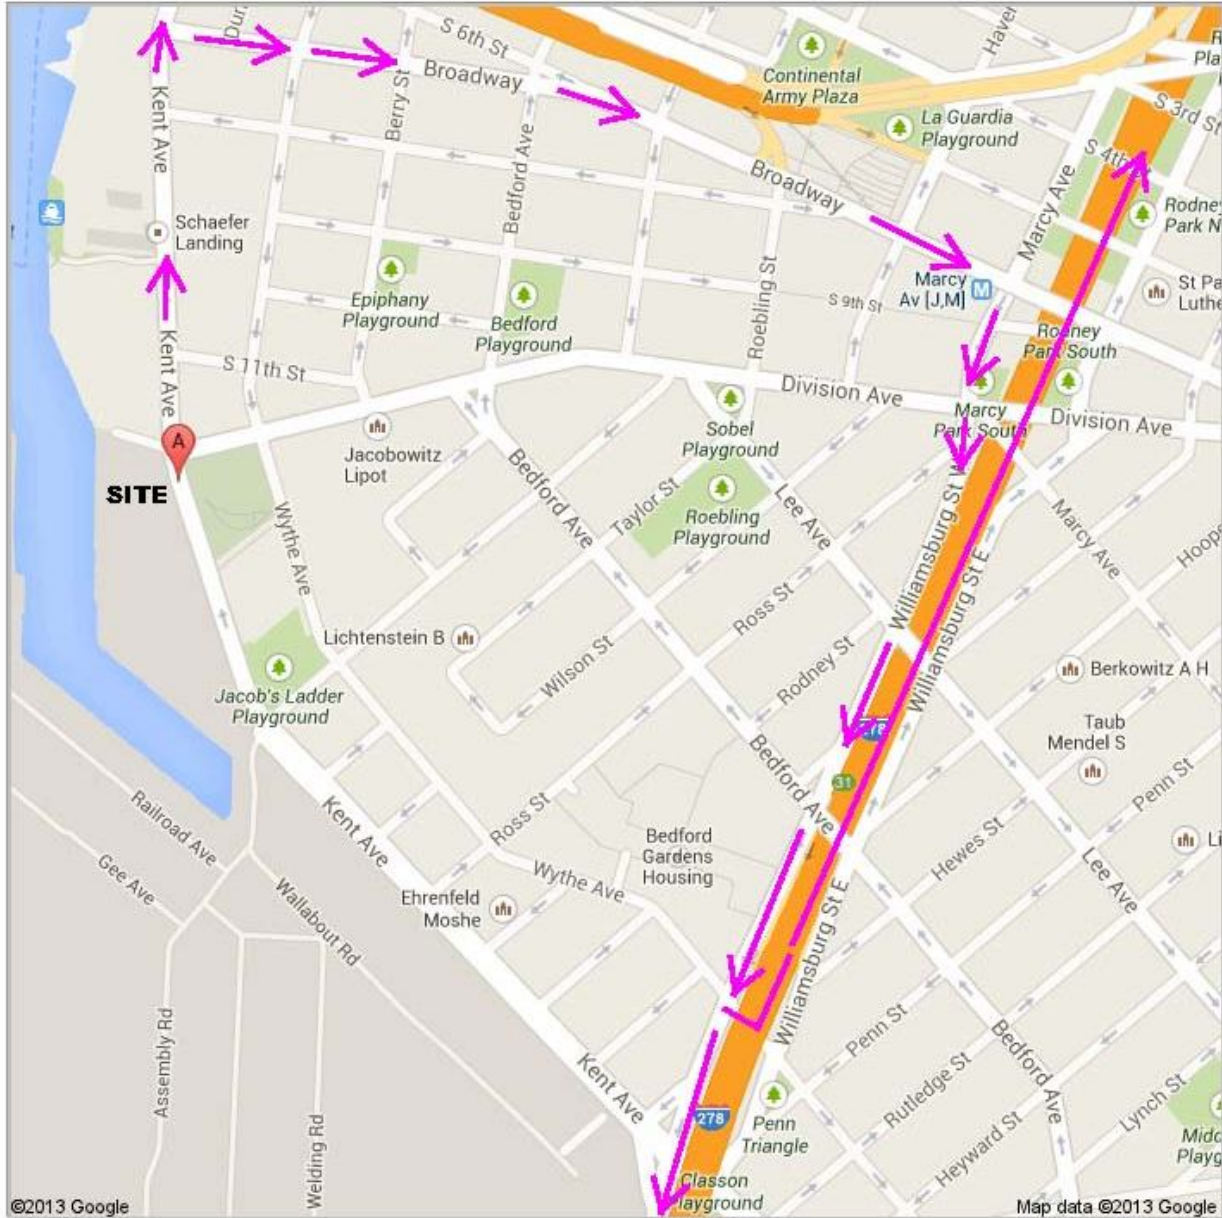 S 6th St
Broadway
Continental
Army Plaza
La Guardia
Playground
S 3rd St
S 4th
Kent Ave
Berry St
Bedford Ave
Broadway
Marcy Ave
Schaefer
Landing
Epiphany
Playground
Bedford
Playground
Roebling St
Marcy
Av [J,M]
M
S 9th St
Rodney
Park South
Kent Ave
S 11th St
Division Ave
Division Ave
A
SITE
Jacobowitz
Lipot
Sobel
Playground
Marcy
Park South
Bedford Ave
Taylor St
Roebling
Playground
Lee Ave
Williamsburg St W
Marcy Ave
Wythe Ave
Ross St
Williamsburg St E
Lichtenstein B
Wilson St
Rodney St
Berkowitz A H
Jacob's Ladder
Playground
Taub
Mendel S
278
31
Bedford Ave
Penn St
Kent Ave
Ross St
Railroad Ave
Gee Ave
Bedford
Gardens
Housing
Hewes St
Lee Ave
Wythe Ave
Ehrenfeld
Moshe
Wallabout Rd
Williamsburg St E
Assembly Rd
Welding Rd
Kent Ave
Penn St
Bedford Ave
Rutledge St
Lynch St
278
Penn
Triangle
Heyward St
Classon
©2013 Google
Map data ©2013 Google